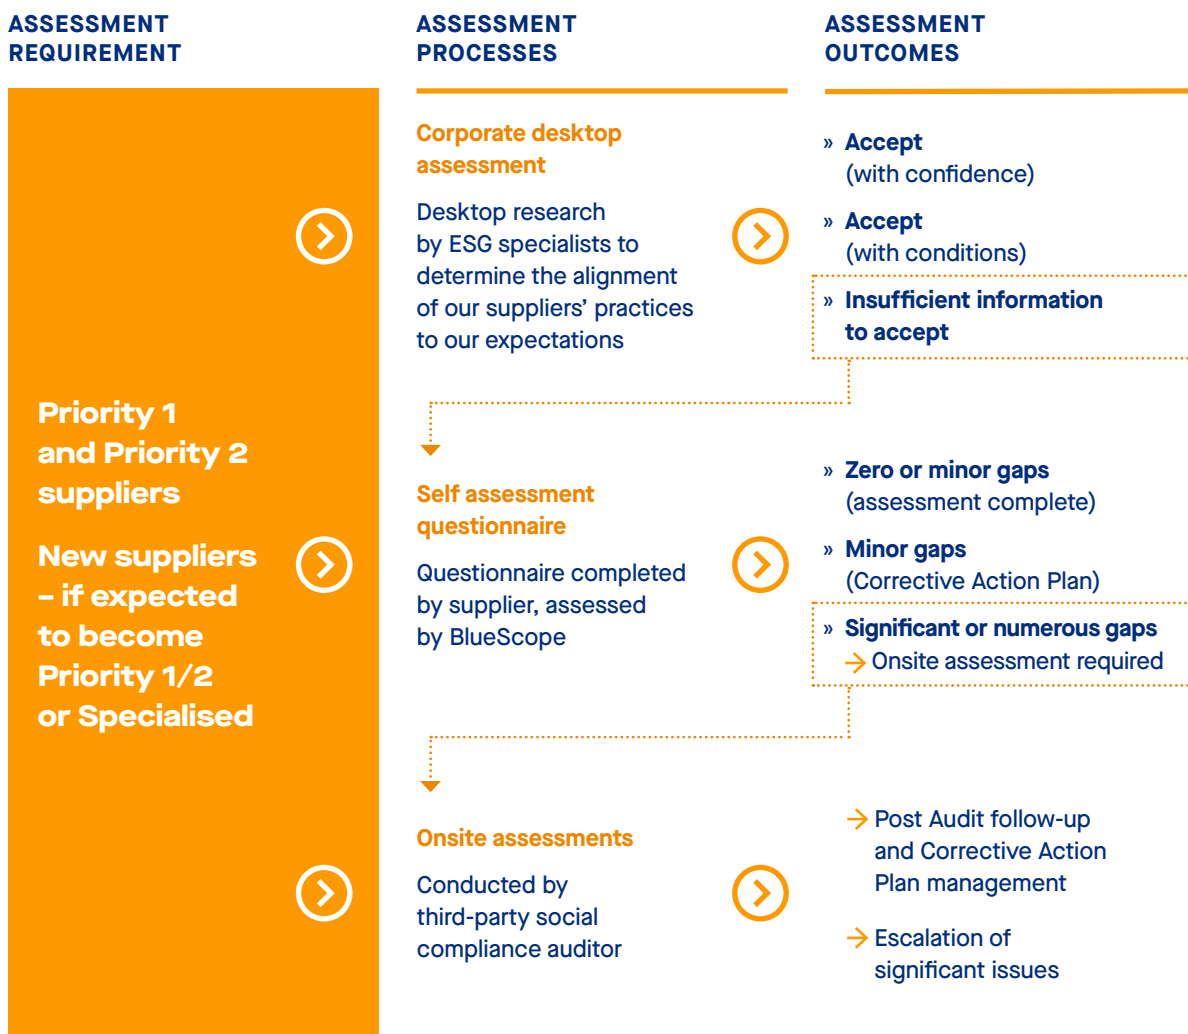 ASSESSMENT
REQUIREMENT
Priority 1
and Priority 2
suppliers
New suppliers
– if expected
to become
Priority 1/2
or Specialised
ASSESSMENT
PROCESSES
Corporate desktop
assessment
Desktop research
by ESG specialists to
determine the alignment
of our suppliers’ practices
to our expectations
Self assessment
questionnaire
Questionnaire completed
by supplier, assessed
by BlueScope
Onsite assessments
Conducted by
third-party social
compliance auditor
ASSESSMENT
OUTCOMES
» Accept
(with confidence)
» Accept
(with conditions)
» Insufficient information
to accept
» Zero or minor gaps
(assessment complete)
» Minor gaps
(Corrective Action Plan)
» Significant or numerous gaps
→ Onsite assessment required
→ Post Audit follow-up
and Corrective Action
Plan management
→ Escalation of
significant issues